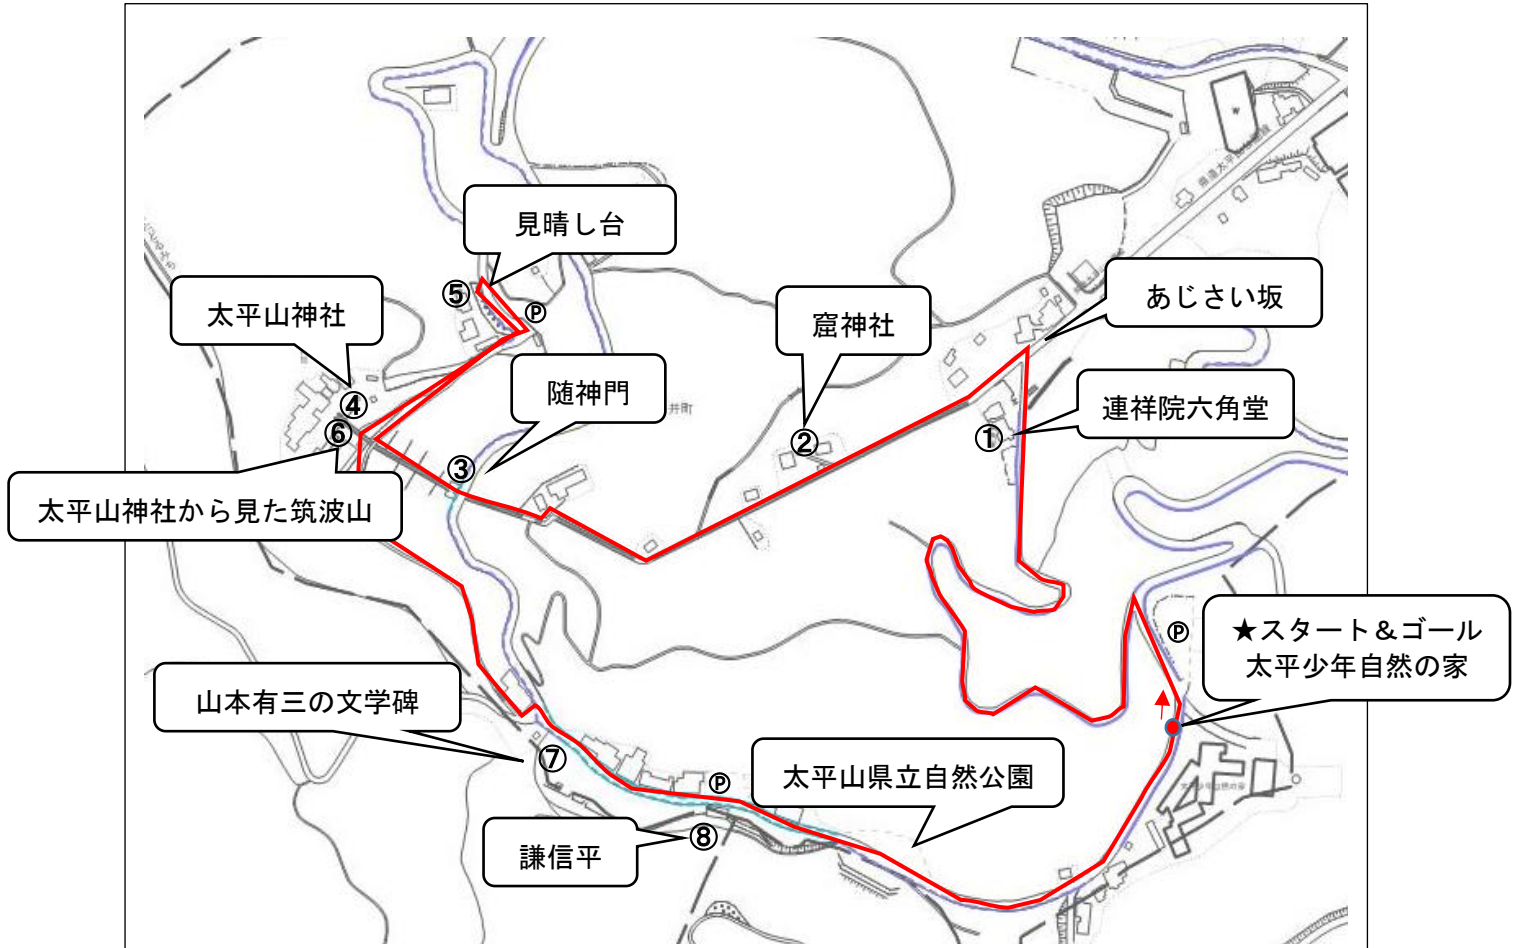 見晴し台
⑤
Ⓟ
太平山神社
あじさい坂
窟神社
随神門
④
⑥
井町
②
①
連祥院六角堂
③
太平山神社から見た筑波山
★スタート＆ゴール
太平少年自然の家
Ⓟ
山本有三の文学碑
⑦
Ⓟ
太平山県立自然公園
謙信平
⑧